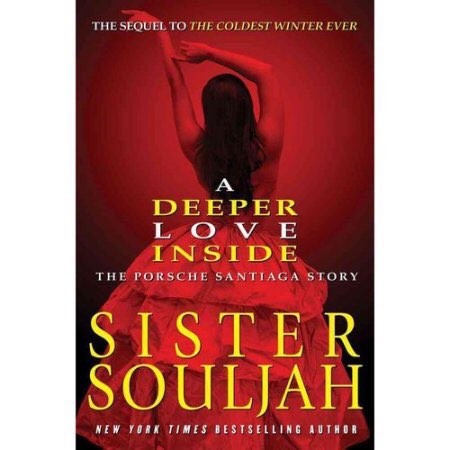 THE SEQUEL TO THE COLDEST WINTER EVER
A
DEEPER
LOVE
INSIDE
THE PORSCHE SANTIAGA STORY
SISTER
SOULJAH
NEW YORK TIMES BESTSELLING AUTHOR